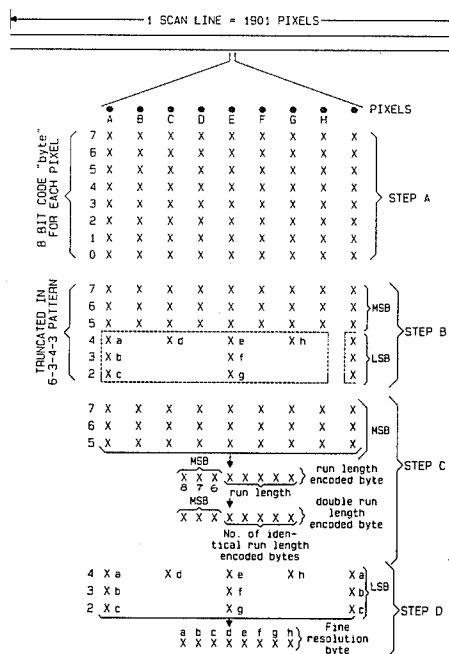 1 SCAN LINE = 1901 PIXELS
PIXELS
A B C D E F G H
7 X X X X X X X X X
6 X X X X X X X X X
5 X X X X X X X X X
4 X X X X X X X X X
3 X X X X X X X X X
2 X X X X X X X X X
1 X X X X X X X X X
0 X X X X X X X X X
8 BIT CODE "byte"
FOR EACH PIXEL
STEP A
7 X X X X X X X X X
6 X X X X X X X X X
5 X X X X X X X X X
4 X a X d X e X h X
3 X b X f X
2 X c X g X
TRUNCATED IN
6-3-4-3 PATTERN
MSB
LSB
STEP B
7 X X X X X X X X X
6 X X X X X X X X X
5 X X X X X X X X X
MSB
STEP C
MSB
X X X X X X X X
8 7 6
run length
run length
encoded byte
MSB
X X X X X X X X
double run
length
encoded byte
No. of iden-
tical run length
encoded bytes
4 X a X d X e X h X a
3 X b X f X b
2 X c X g X c
LSB
STEP D
a b c d e f g h
X X X X X X X X
Fine
resolution
byte